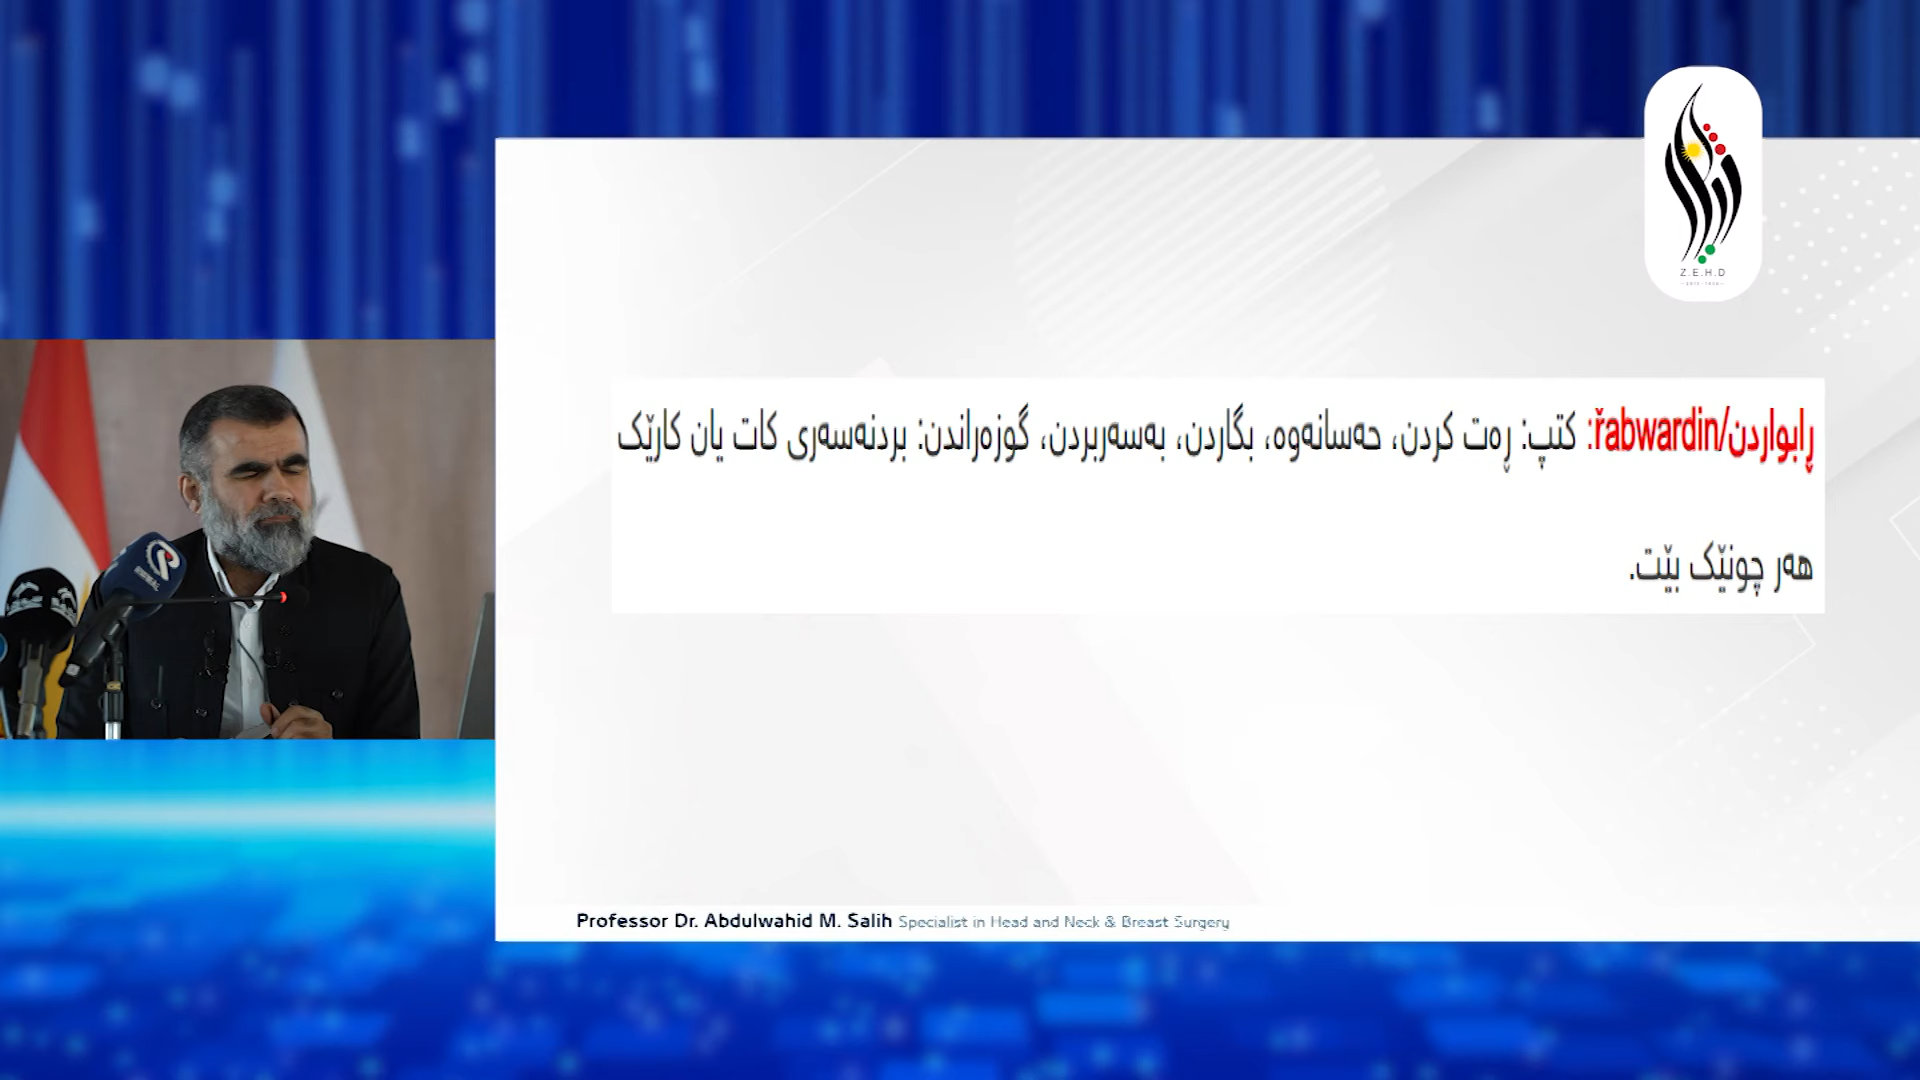 Z.E.H.D
ڕابواردن/řabwardin: کتپ: ڕەت کردن، حەسانەوە، بگاردن، بەسەربردن، گوزەراندن: بردنەسەری کات یان کارێک
هەر چونێک بێت.
Professor Dr. Abdulwahid M. Salih Specialist in Head and Neck & Breast Surgery